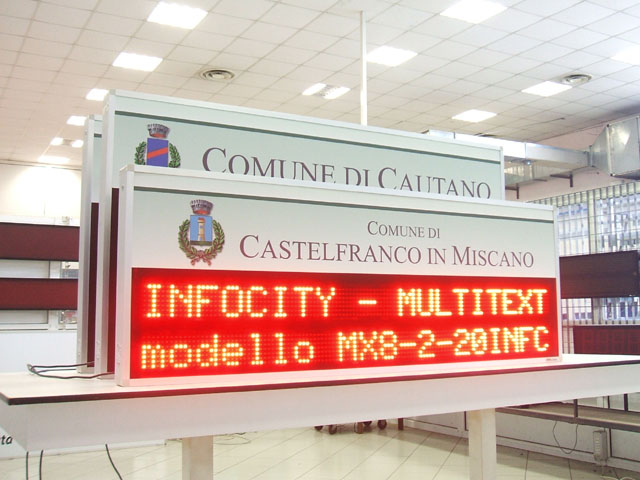 COMUNE DI CAUTANO
COMUNE DI
CASTELFRANCO IN MISCANO
INFOCITY - MULTITEXT
modello MX8-2-20INFC